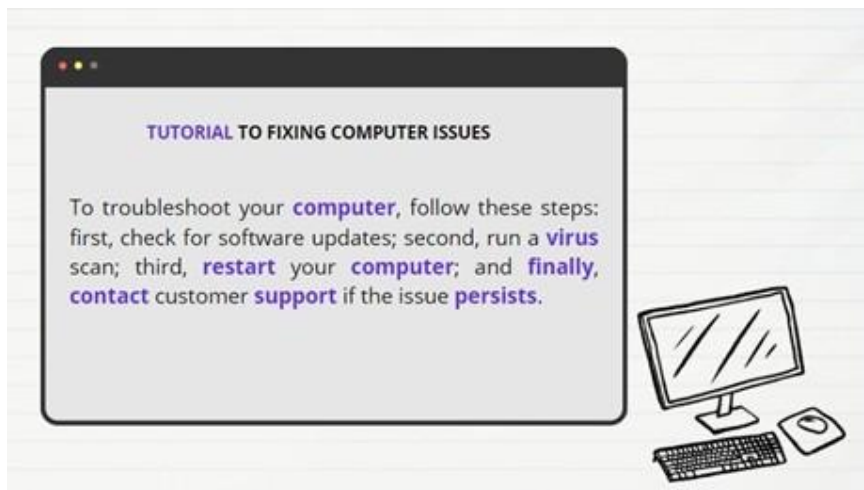 TUTORIAL TO FIXING COMPUTER ISSUES
To troubleshoot your computer, follow these steps:
first, check for software updates; second, run a virus
scan; third, restart your computer; and finally,
contact customer support if the issue persists.